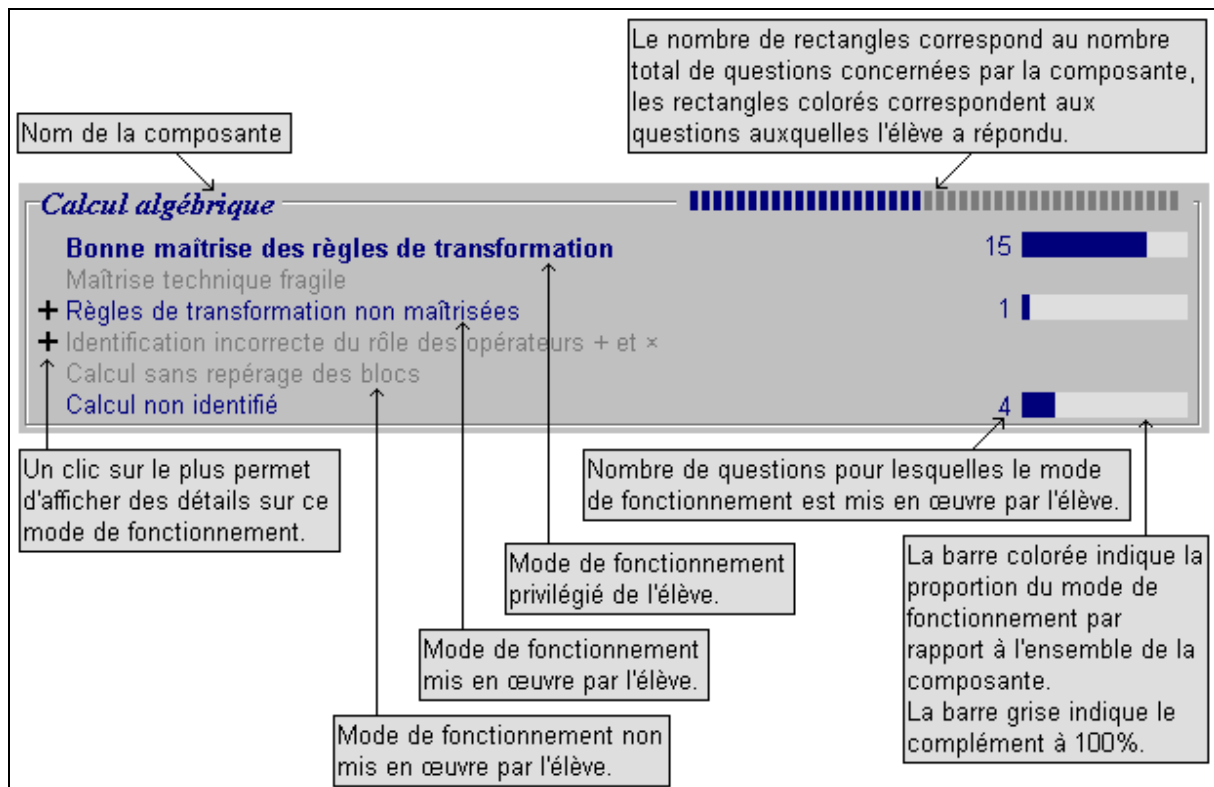 Le nombre de rectangles correspond au nombre
total de questions concernées par la composante,
les rectangles colorés correspondent aux
questions auxquelles l'élève a répondu.
Nom de la composante
Calcul algébrique
Bonne maîtrise des règles de transformation
15
Maîtrise technique fragile
+ Règles de transformation non maîtrisées
1
+ Identification incorrecte du rôle des opérateurs + et ×
Calcul sans repérage des blocs
Calcul non identifié
4
Un clic sur le plus permet
d'afficher des détails sur ce
mode de fonctionnement.
Nombre de questions pour lesquelles le mode
de fonctionnement est mis en œuvre par l'élève.
Mode de fonctionnement
privilégié de l'élève.
La barre colorée indique la
proportion du mode de
fonctionnement par
rapport à l'ensemble de la
composante.
La barre grise indique le
complément à 100%.
Mode de fonctionnement
mis en œuvre par l'élève.
Mode de fonctionnement non
mis en œuvre par l'élève.